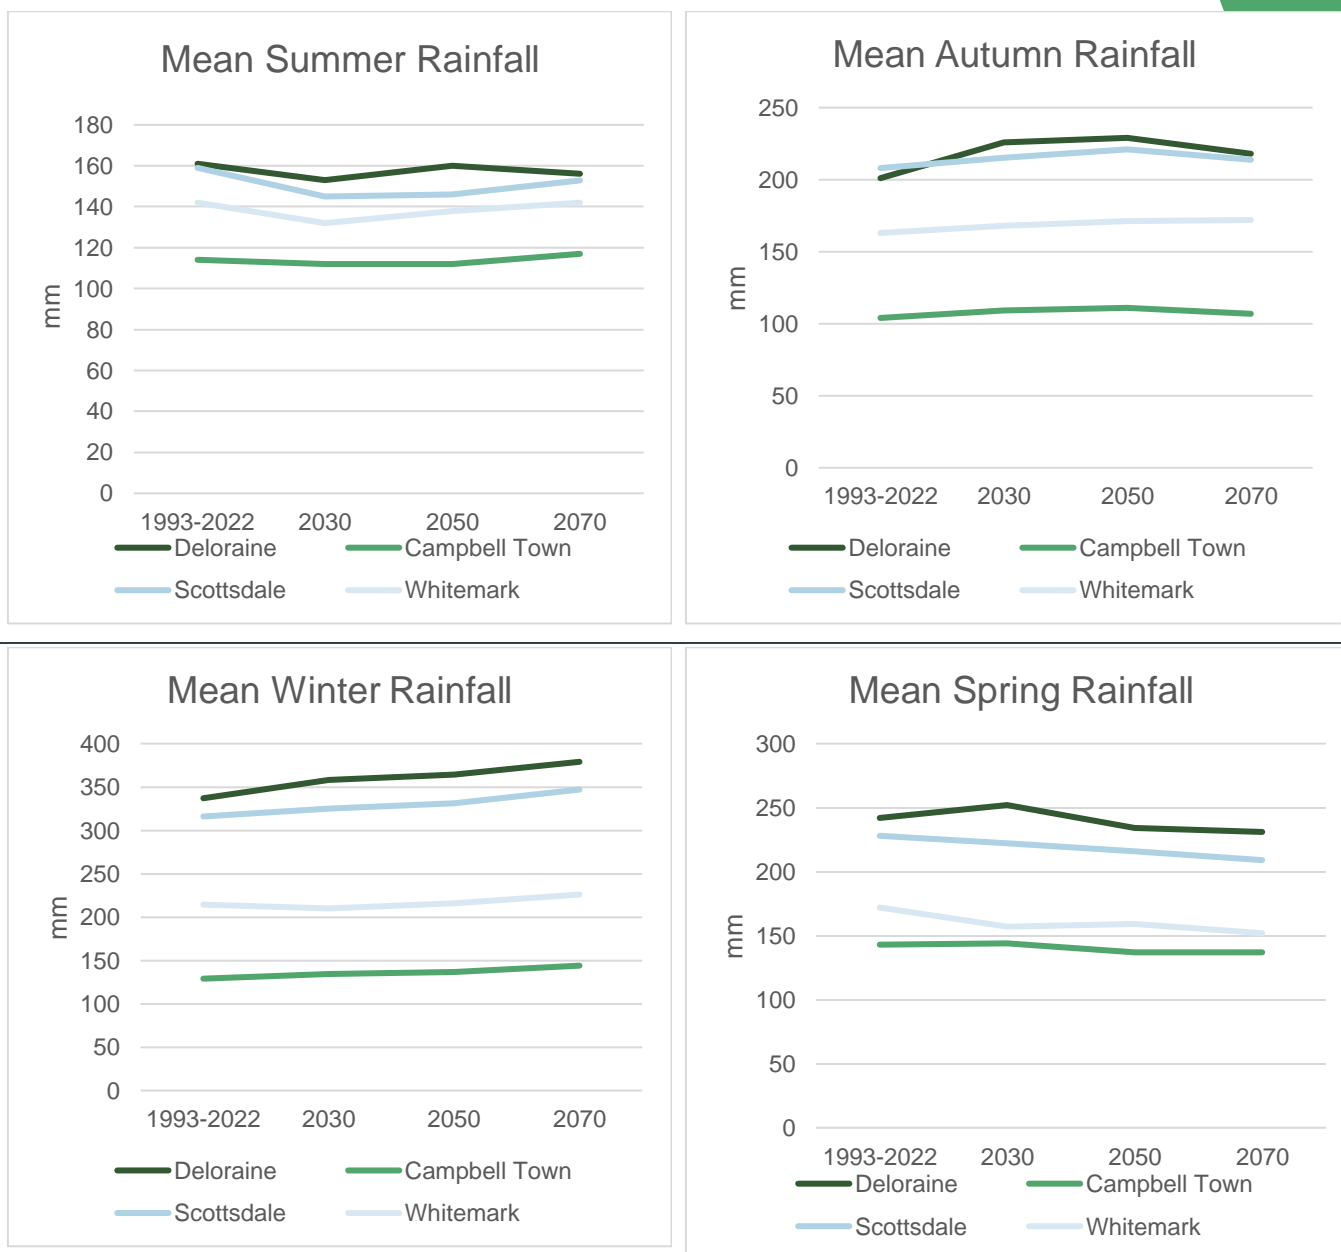 Mean Summer Rainfall
180
160
140
120
100
80
60
40
20
0
mm
1993-2022 2030 2050 2070
Deloraine Campbell Town
Scottsdale Whitemark
Mean Autumn Rainfall
250
200
150
100
50
0
mm
1993-2022 2030 2050 2070
Deloraine Campbell Town
Scottsdale Whitemark
Mean Winter Rainfall
400
350
300
250
200
150
100
50
0
mm
1993-2022 2030 2050 2070
Deloraine Campbell Town
Scottsdale Whitemark
Mean Spring Rainfall
300
250
200
150
100
50
0
mm
1993-2022 2030 2050 2070
Deloraine Campbell Town
Scottsdale Whitemark